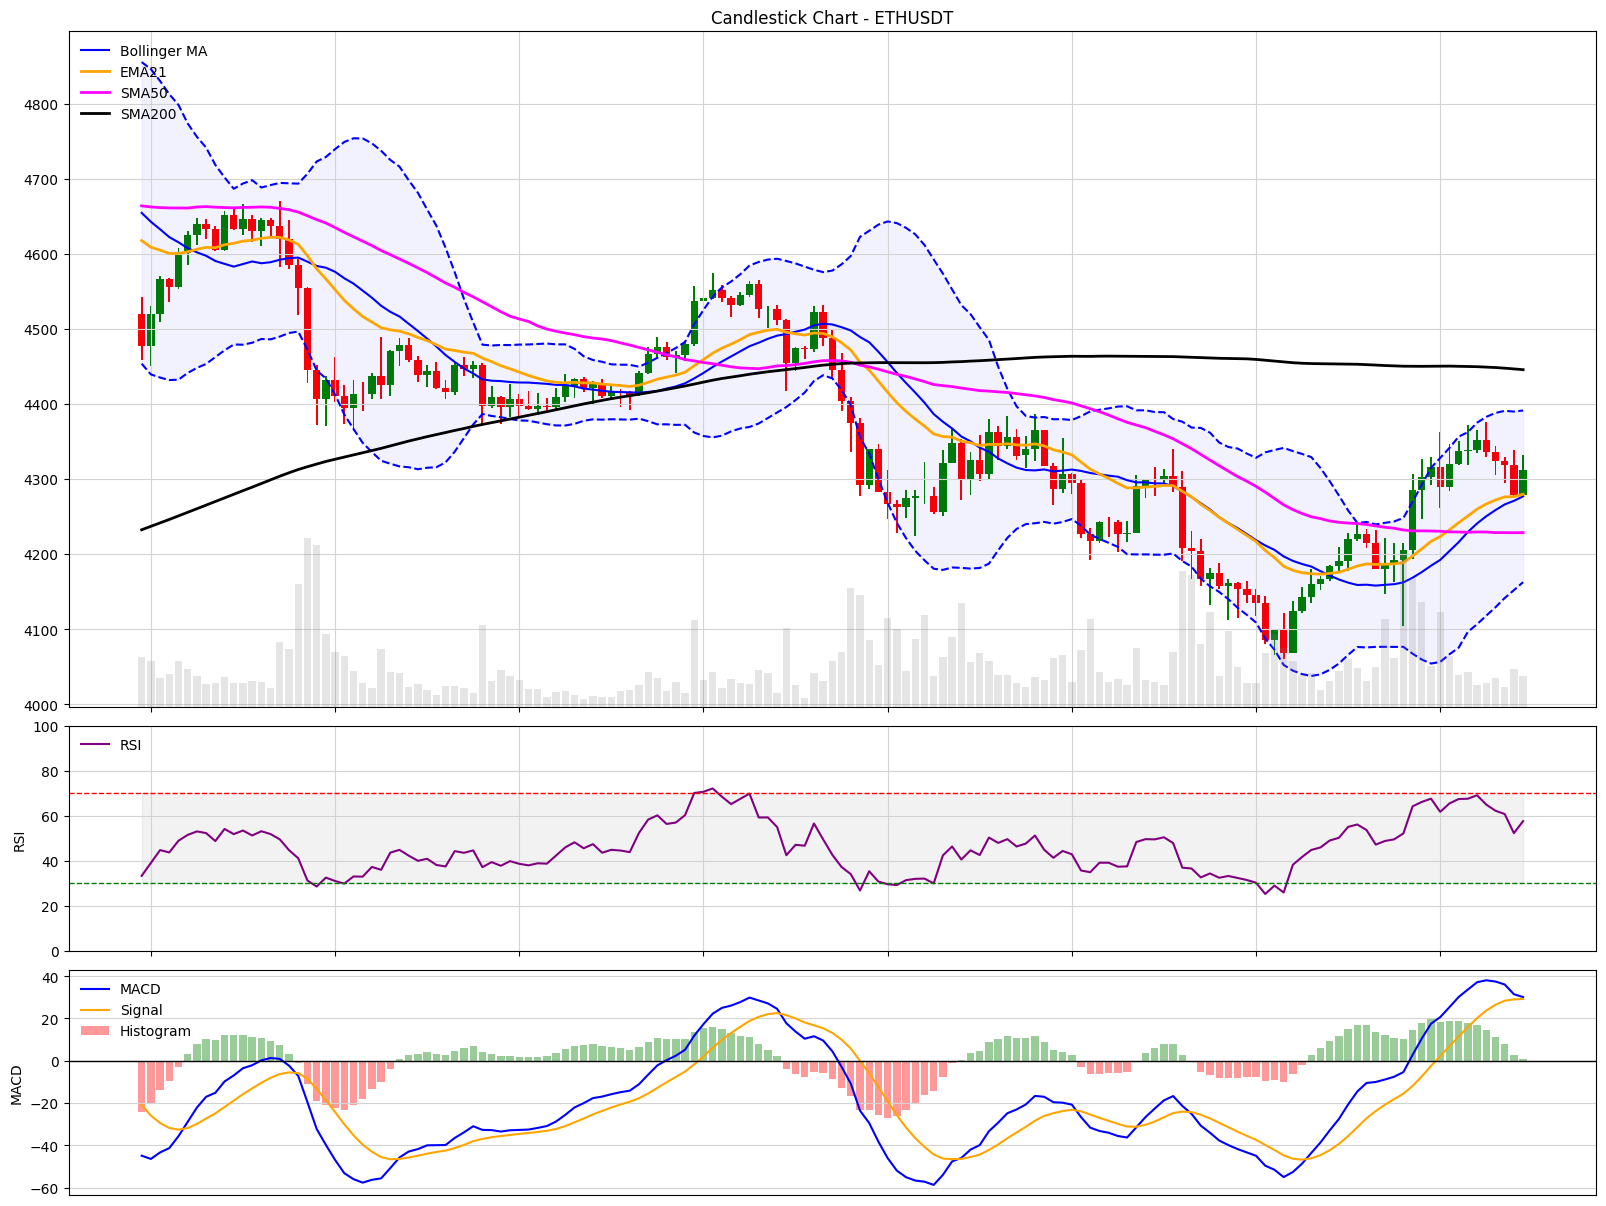 Candlestick Chart - ETHUSDT
Bollinger MA
EMA21
SMA50
SMA200
4800
4700
4600
4500
4400
4300
4200
4100
4000
RSI
100
80
60
40
20
0
RSI
MACD
Signal
Histogram
40
20
0
−20
−40
−60
MACD